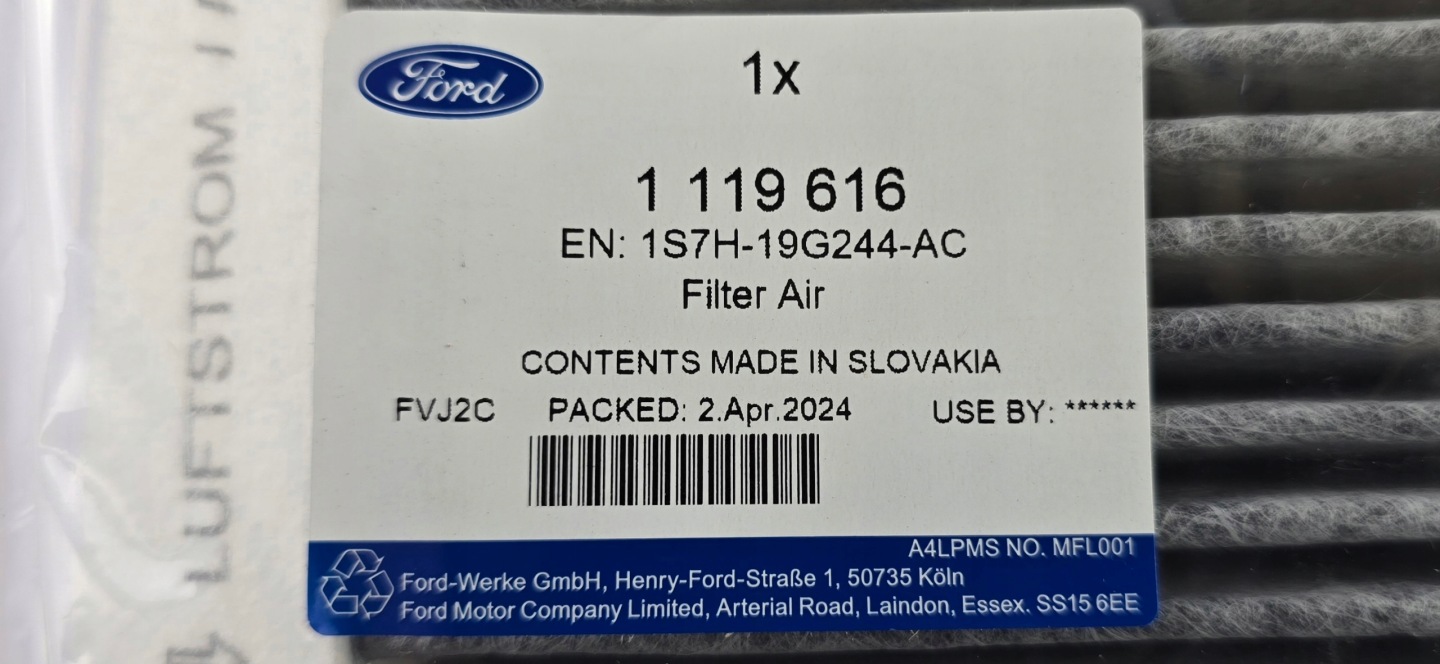 LUFTSTROM /
Ford
1x
1 119 616
EN: 1S7H-19G244-AC
Filter Air
CONTENTS MADE IN SLOVAKIA
FVJ2C PACKED: 2.Apr.2024 USE BY: ******
A4LPMS NO. MFL001
Ford-Werke GmbH, Henry-Ford-Straße 1, 50735 Köln
Ford Motor Company Limited, Arterial Road, Laindon, Essex. SS15 6EE